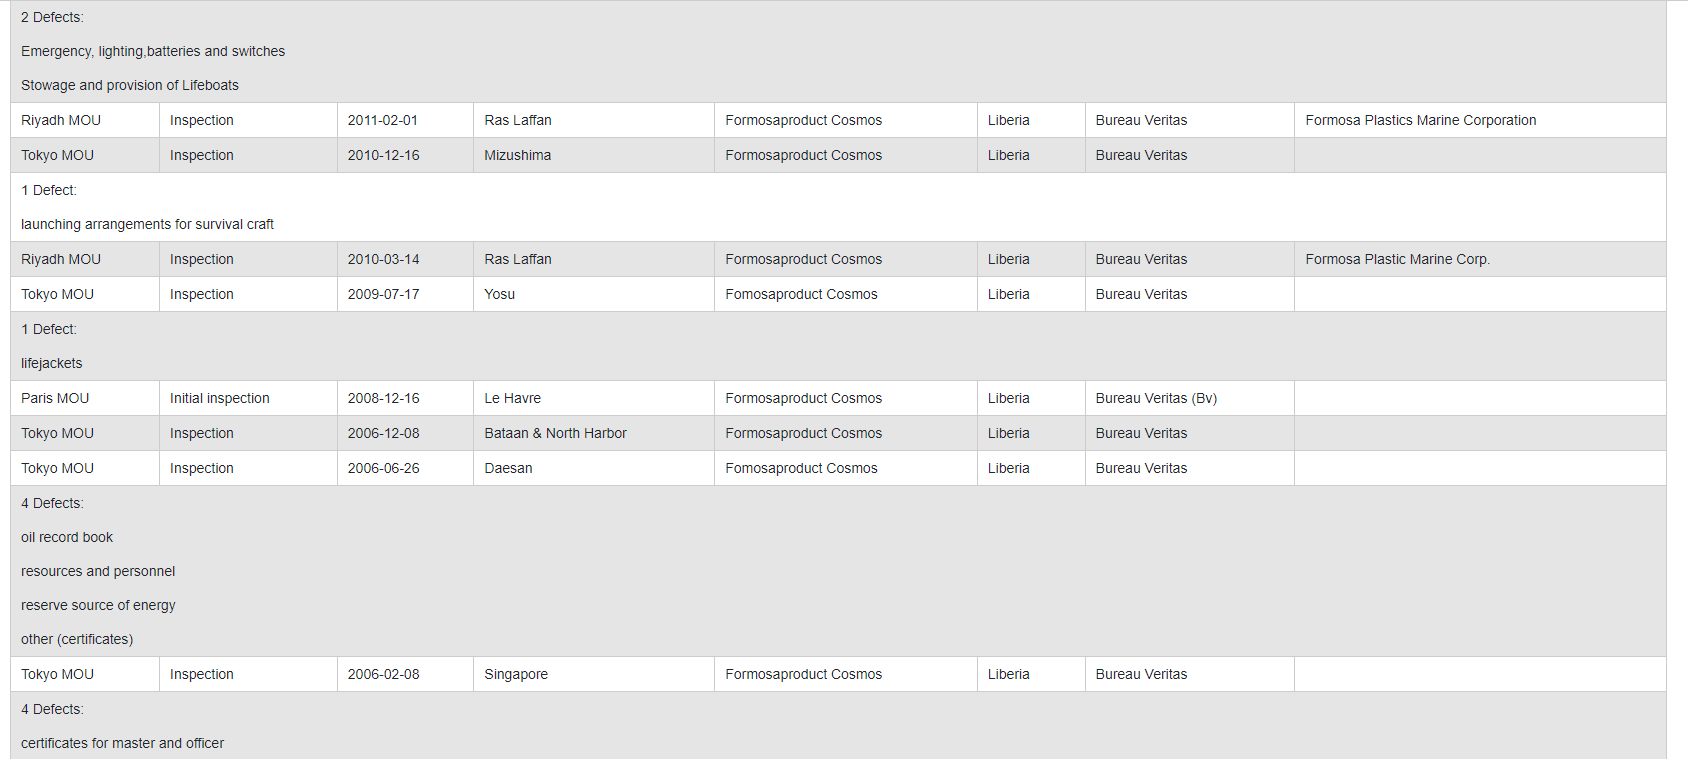 2 Defects:
Emergency, lighting,batteries and switches
Stowage and provision of Lifeboats
Riyadh MOU Inspection 2011-02-01 Ras Laffan Formosaproduct Cosmos Liberia Bureau Veritas Formosa Plastics Marine Corporation
Tokyo MOU Inspection 2010-12-16 Mizushima Formosaproduct Cosmos Liberia Bureau Veritas
1 Defect:
launching arrangements for survival craft
Riyadh MOU Inspection 2010-03-14 Ras Laffan Formosaproduct Cosmos Liberia Bureau Veritas Formosa Plastic Marine Corp.
Tokyo MOU Inspection 2009-07-17 Yosu Fomosaproduct Cosmos Liberia Bureau Veritas
1 Defect:
lifejackets
Paris MOU Initial inspection 2008-12-16 Le Havre Formosaproduct Cosmos Liberia Bureau Veritas (Bv)
Tokyo MOU Inspection 2006-12-08 Bataan & North Harbor Formosaproduct Cosmos Liberia Bureau Veritas
Tokyo MOU Inspection 2006-06-26 Daesan Fomosaproduct Cosmos Liberia Bureau Veritas
4 Defects:
oil record book
resources and personnel
reserve source of energy
other (certificates)
Tokyo MOU Inspection 2006-02-08 Singapore Formosaproduct Cosmos Liberia Bureau Veritas
4 Defects:
certificates for master and officer